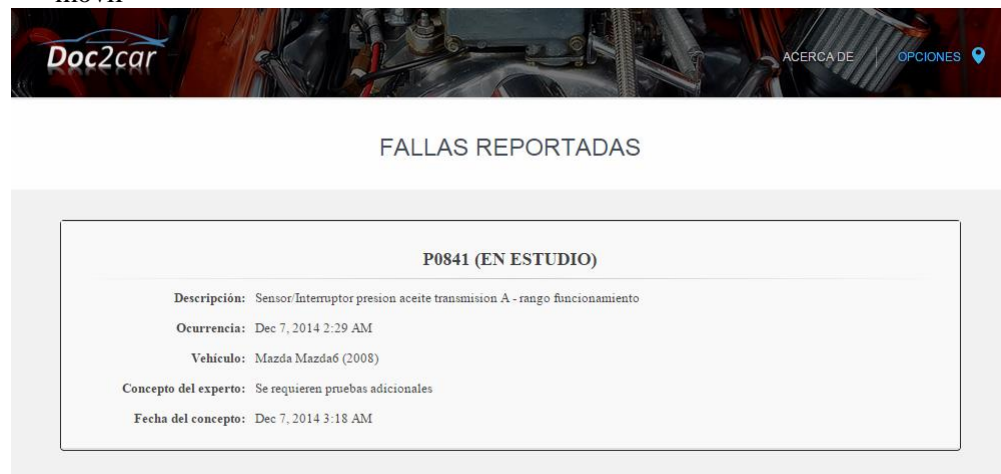 móvil
Doc2car
ACERCA DE
OPCIONES
FALLAS REPORTADAS
P0841 (EN ESTUDIO)
Descripción: Sensor/Interruptor presion aceite transmision A - rango funcionamiento
Ocurrencia: Dec 7, 2014 2:29 AM
Vehículo: Mazda Mazda6 (2008)
Concepto del experto: Se requieren pruebas adicionales
Fecha del concepto: Dec 7, 2014 3:18 AM